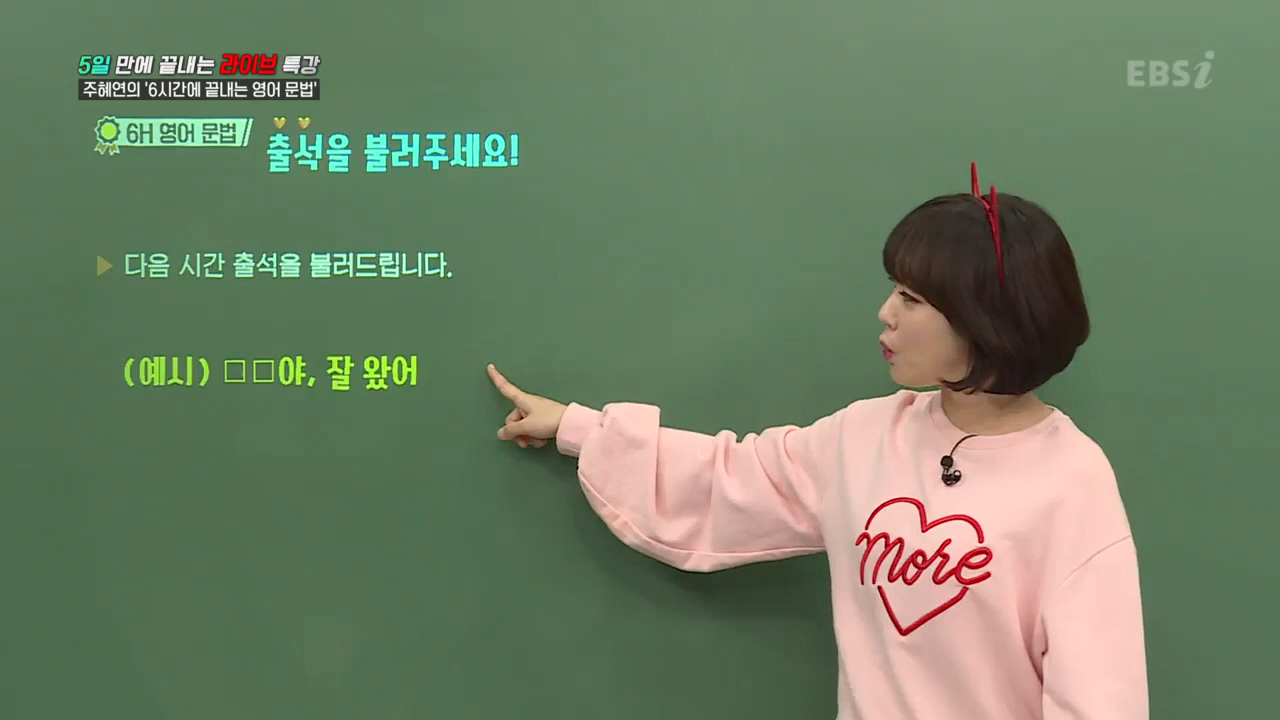 5일 만에 끝내는 라이브 특강
주혜연의 '6시간에 끝내는 영어 문법'
EBSi
6H 영어 문법
출석을 불러주세요!
▶ 다음 시간 출석을 불러드립니다.
(예시) □□야, 잘 왔어
more